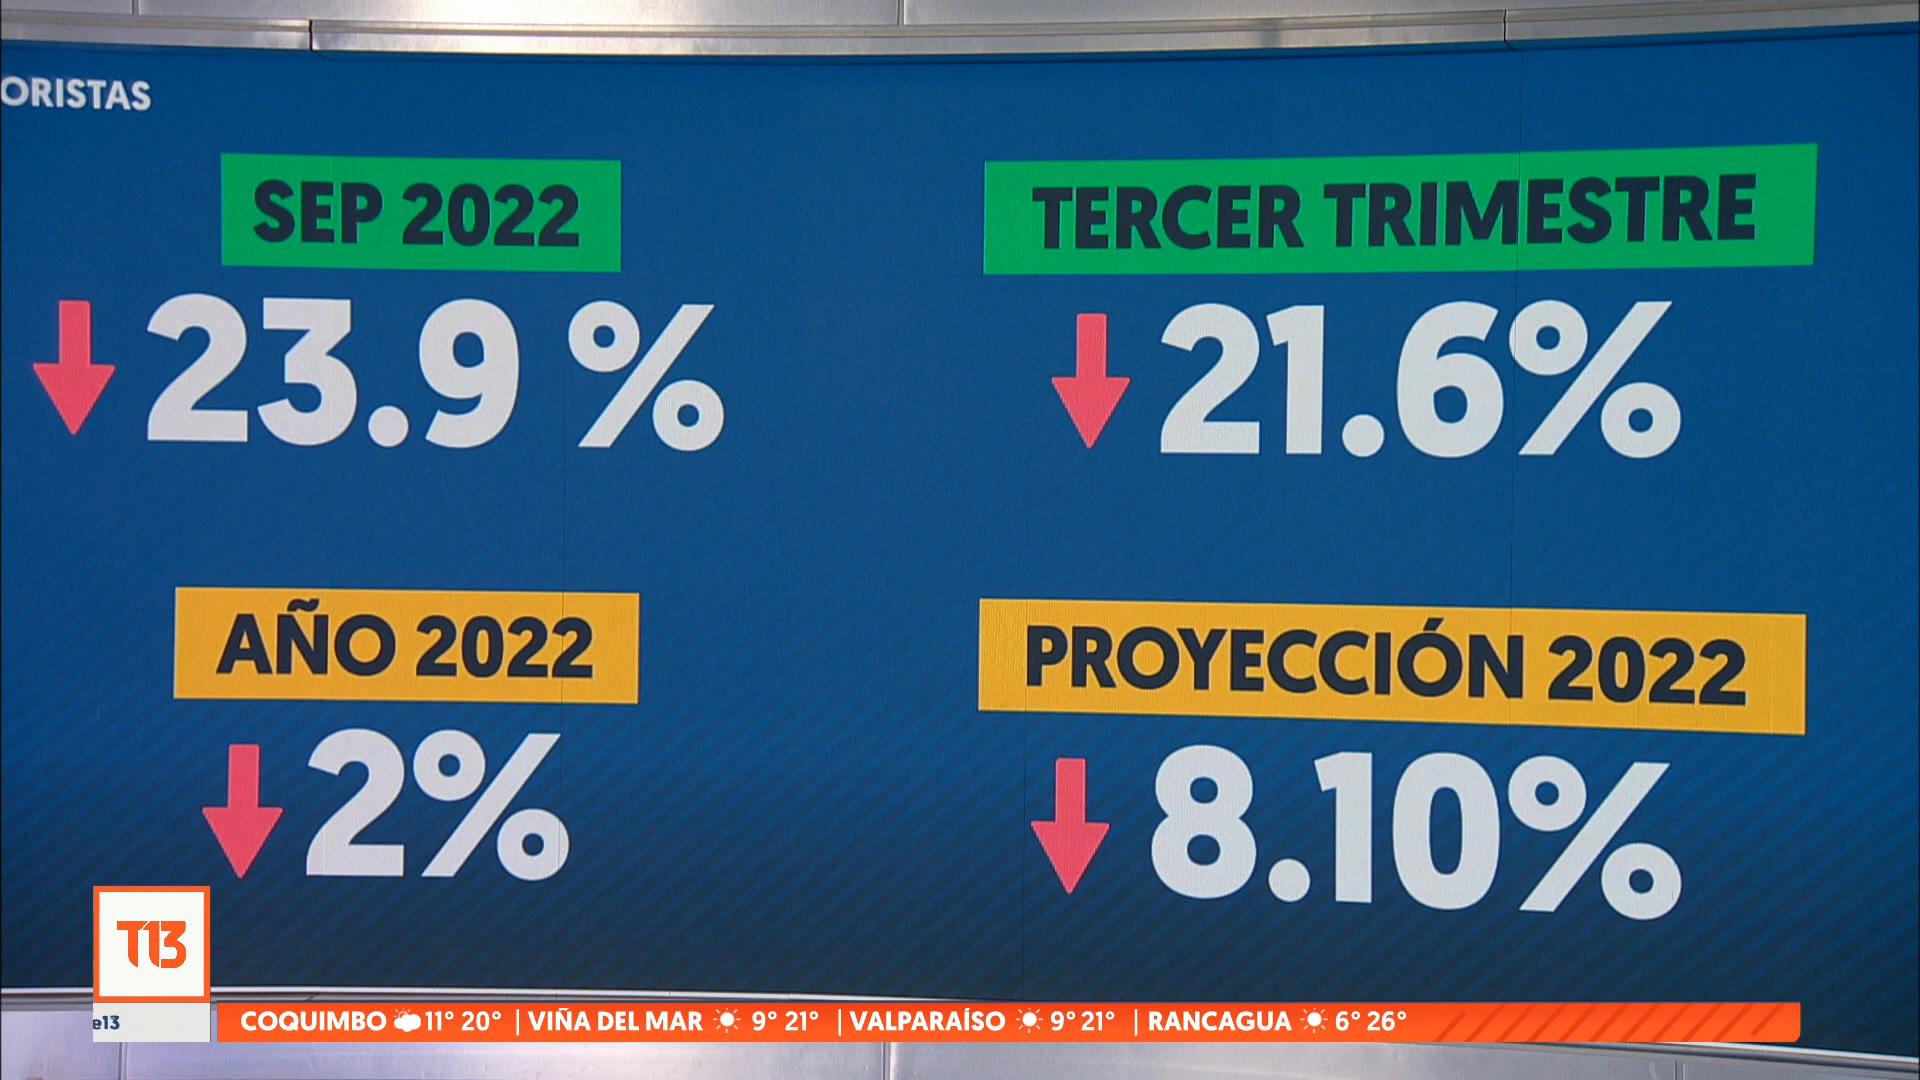 ORISTAS
SEP 2022
23.9 %
TERCER TRIMESTRE
21.6%
AÑO 2022
2%
PROYECCIÓN 2022
8.10%
T13
e13
COQUIMBO 11° 20° | VIÑA DEL MAR 9° 21° | VALPARAÍSO 9° 21° | RANCAGUA 6° 26°